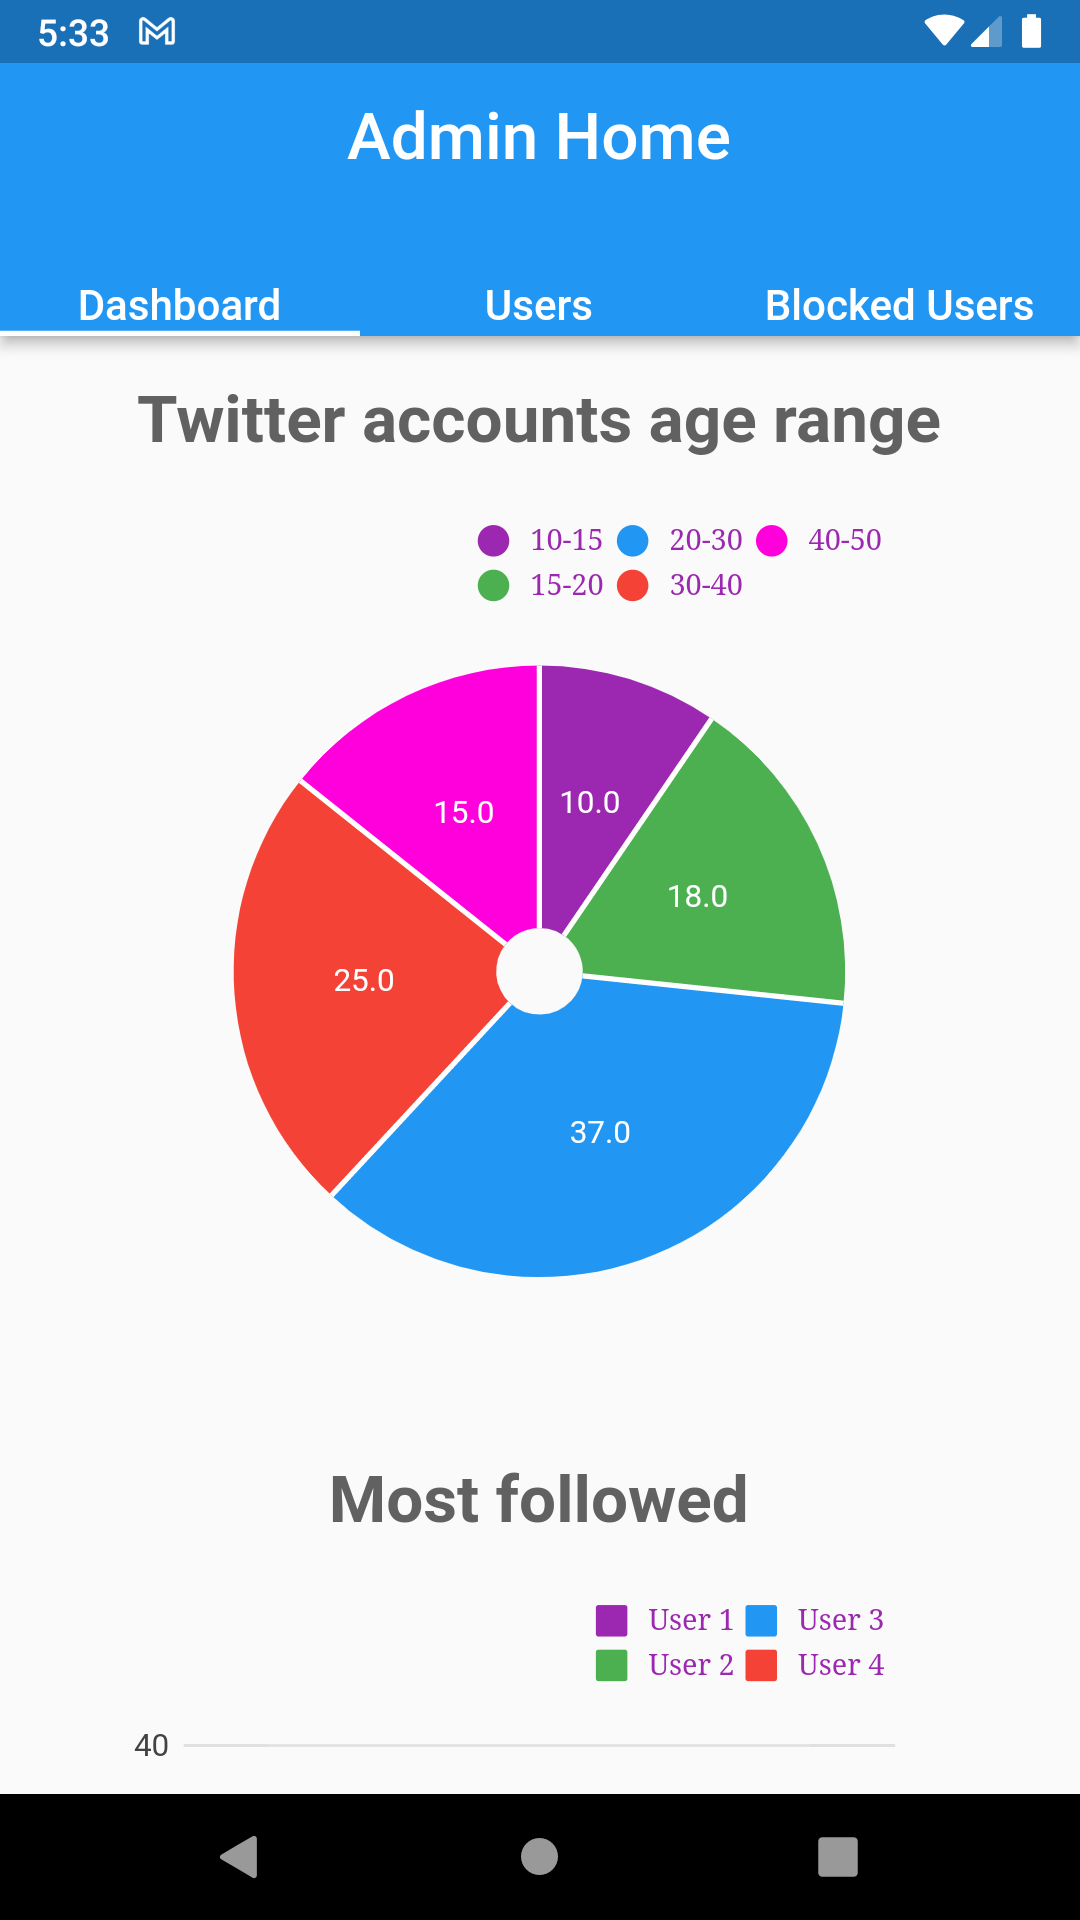 5:33
Admin Home
Dashboard Users Blocked Users
Twitter accounts age range
10-15 20-30 40-50
15-20 30-40
10.0
15.0
18.0
25.0
37.0
Most followed
User 1 User 3
User 2 User 4
40